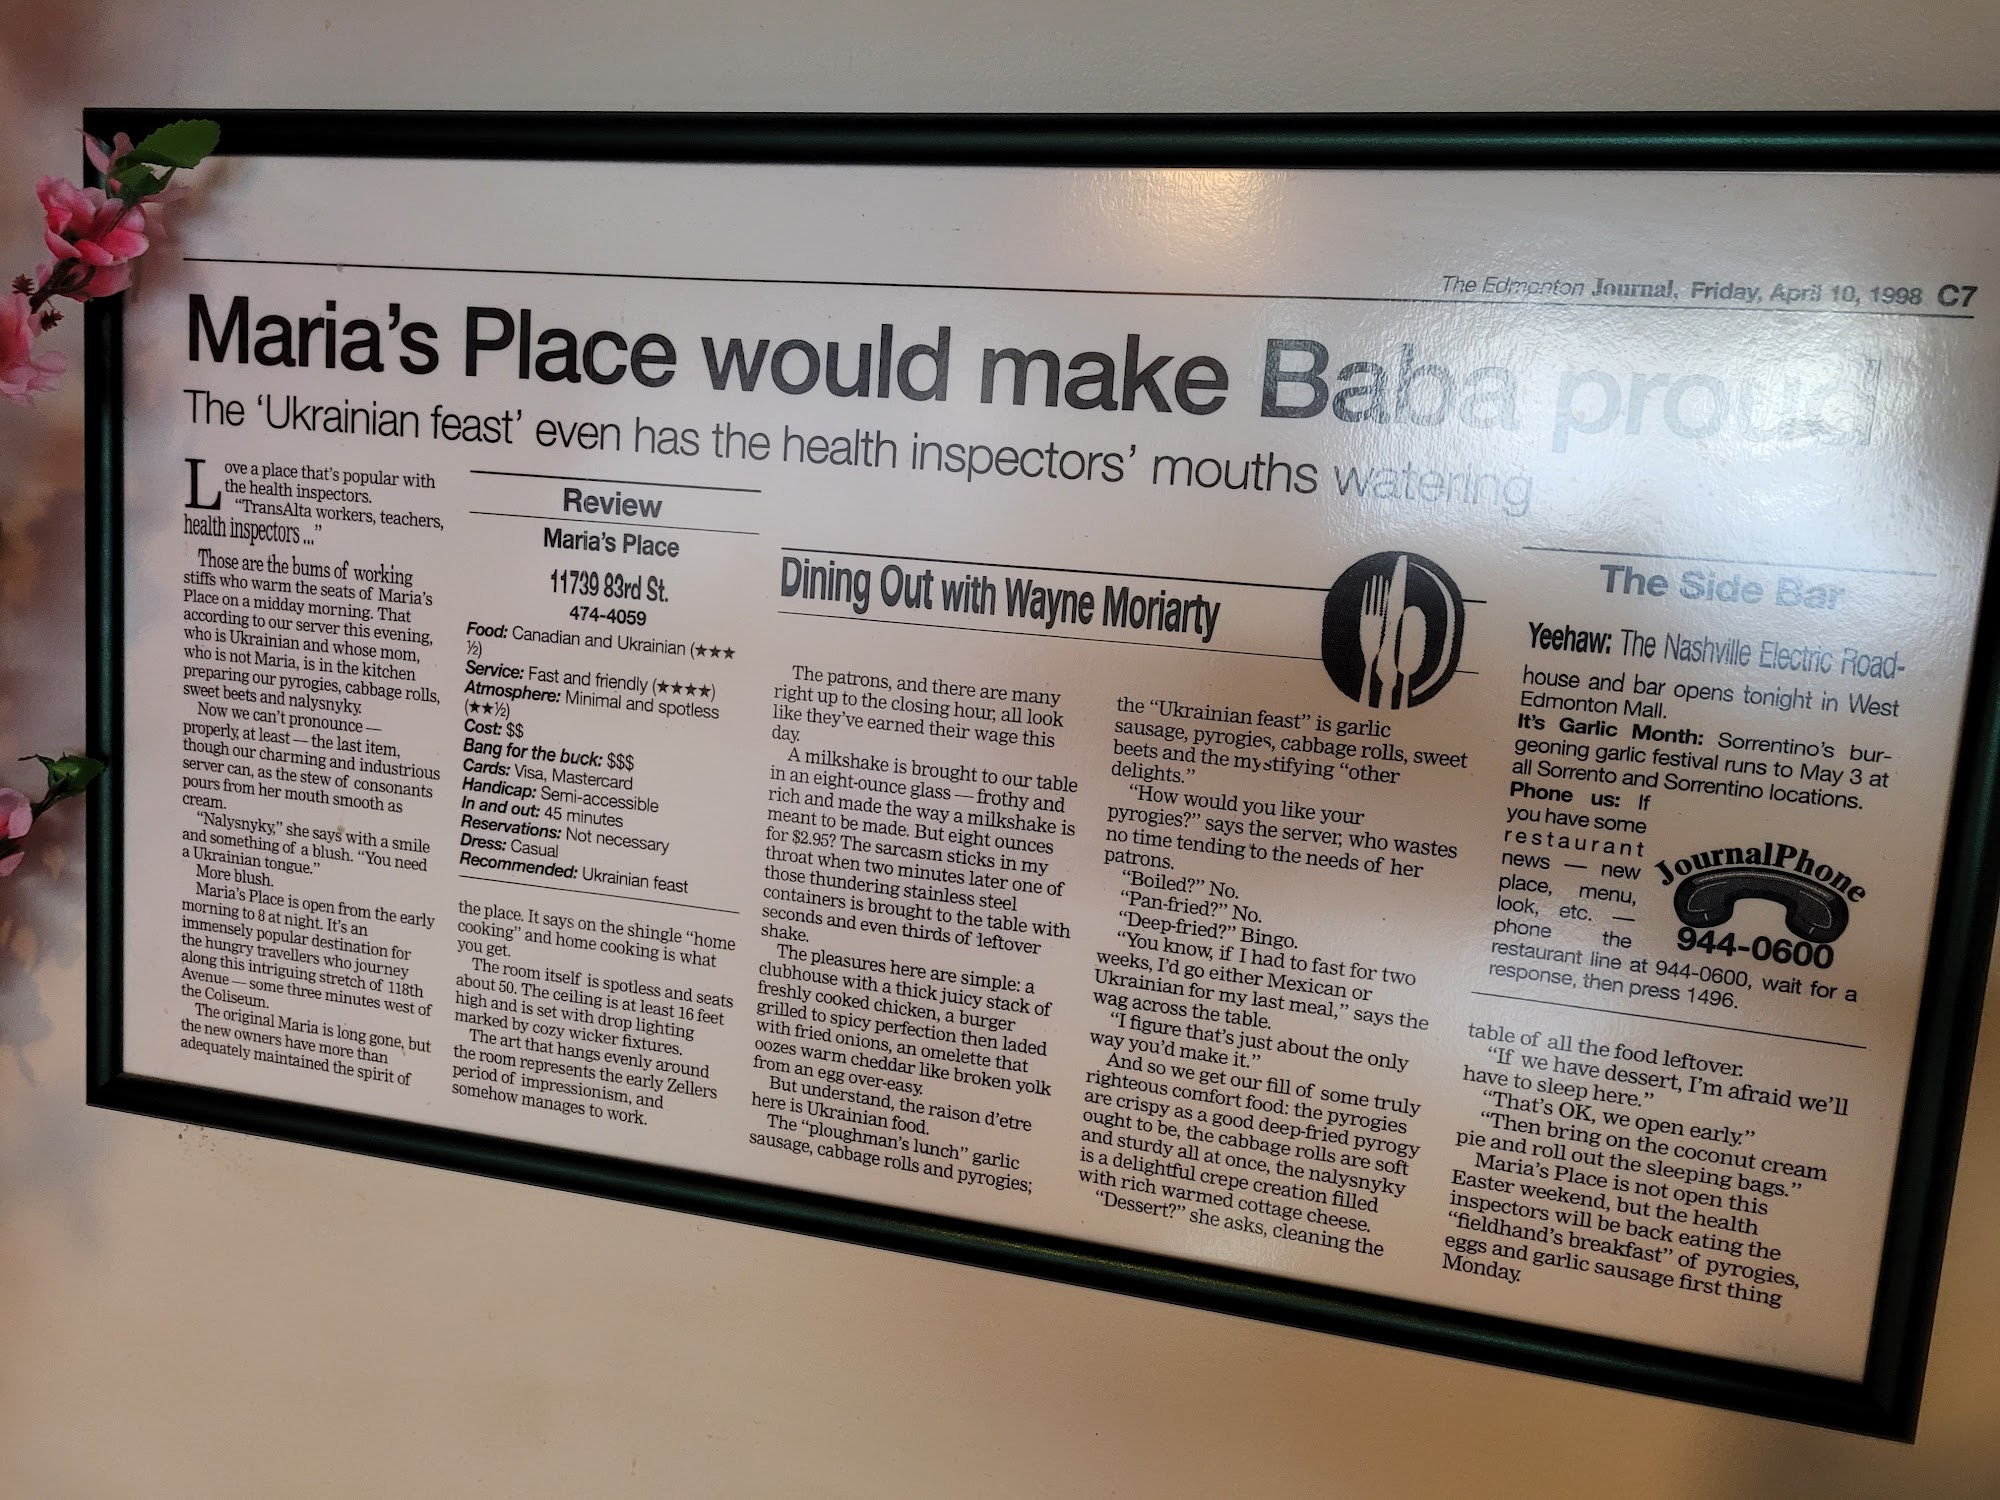 The Edmonton Journal, Friday, April 10, 1998 C7
Maria's Place would make Baba proud
The 'Ukrainian feast' even has the health inspectors' mouths watering
Love a place that's popular with
the health inspectors.
"TransAlta workers, teachers,
health inspectors ..."
Those are the bums of working
stiffs who warm the seats of Maria's
Place on a midday morning. That
according to our server this evening,
who is Ukrainian and whose mom,
who is not Maria, is in the kitchen
preparing our pyrogies, cabbage rolls,
sweet beets and nalysnyky.
Now we can't pronounce —
properly, at least — the last item,
though our charming and industrious
server can, as the stew of consonants
pours from her mouth smooth as
cream.
"Nalysnyky," she says with a smile
and something of a blush. "You need
a Ukrainian tongue."
More blush.
Maria's Place is open from the early
morning to 8 at night. It's an
immensely popular destination for
the hungry travellers who journey
along this intriguing stretch of 118th
Avenue — some three minutes west of
the Coliseum.
The original Maria is long gone, but
the new owners have more than
adequately maintained the spirit of
Review
Maria's Place
11739 83rd St.
474-4059
Food: Canadian and Ukrainian (★★★
½)
Service: Fast and friendly (★★★★)
Atmosphere: Minimal and spotless
(★★½)
Cost: $$
Bang for the buck: $$$
Cards: Visa, Mastercard
Handicap: Semi-accessible
In and out: 45 minutes
Reservations: Not necessary
Dress: Casual
Recommended: Ukrainian feast
the place. It says on the shingle "home
cooking" and home cooking is what
you get.
The room itself is spotless and seats
about 50. The ceiling is at least 16 feet
high and is set with drop lighting
marked by cozy wicker fixtures.
The art that hangs evenly around
the room represents the early Zellers
period of impressionism, and
somehow manages to work.
Dining Out with Wayne Moriarty
The patrons, and there are many
right up to the closing hour, all look
like they've earned their wage this
day.
A milkshake is brought to our table
in an eight-ounce glass — frothy and
rich and made the way a milkshake is
meant to be made. But eight ounces
for $2.95? The sarcasm sticks in my
throat when two minutes later one of
those thundering stainless steel
containers is brought to the table with
seconds and even thirds of leftover
shake.
The pleasures here are simple: a
clubhouse with a thick juicy stack of
freshly cooked chicken, a burger
grilled to spicy perfection then laded
with fried onions, an omelette that
oozes warm cheddar like broken yolk
from an egg over-easy.
But understand, the raison d'etre
here is Ukrainian food.
The "ploughman's lunch" garlic
sausage, cabbage rolls and pyrogies;
the "Ukrainian feast" is garlic
sausage, pyrogies, cabbage rolls, sweet
beets and the mystifying "other
delights."
"How would you like your
pyrogies?" says the server, who wastes
no time tending to the needs of her
patrons.
"Boiled?" No.
"Pan-fried?" No.
"Deep-fried?" Bingo.
"You know, if I had to fast for two
weeks, I'd go either Mexican or
Ukrainian for my last meal," says the
wag across the table.
"I figure that's just about the only
way you'd make it."
And so we get our fill of some truly
righteous comfort food: the pyrogies
are crispy as a good deep-fried pyrogy
ought to be, the cabbage rolls are soft
and sturdy all at once, the nalysnyky
is a delightful crepe creation filled
with rich warmed cottage cheese.
"Dessert?" she asks, cleaning the
The Side Bar
Yeehaw: The Nashville Electric Road-
house and bar opens tonight in West
Edmonton Mall.
It's Garlic Month: Sorrentino's bur-
geoning garlic festival runs to May 3 at
all Sorrento and Sorrentino locations.
Phone us: If
you have some
restaurant
news — new
place, menu,
look, etc. —
phone the
restaurant line at 944-0600, wait for a
response, then press 1496.
JournalPhone
944-0600
table of all the food leftover.
"If we have dessert, I'm afraid we'll
have to sleep here."
"That's OK, we open early."
"Then bring on the coconut cream
pie and roll out the sleeping bags."
Maria's Place is not open this
Easter weekend, but the health
inspectors will be back eating the
"fieldhand's breakfast" of pyrogies,
eggs and garlic sausage first thing
Monday.